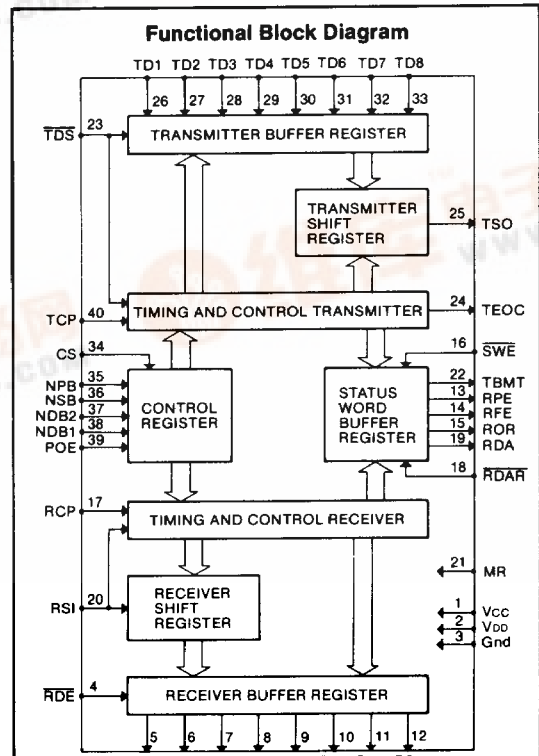 Functional Block Diagram
TD1 TD2 TD3 TD4 TD5 TD6 TD7 TD8
26 27 28 29 30 31 32 33
TDS 23
TRANSMITTER BUFFER REGISTER
TRANSMITTER
SHIFT
REGISTER
25 TSO
TCP 40
TIMING AND CONTROL TRANSMITTER
24 TEOC
CS 34
16 SWE
NPB 35
NSB 36
NDB2 37
NDB1 38
POE 39
CONTROL
REGISTER
STATUS
WORD
BUFFER
REGISTER
22 TBMT
13 RPE
14 RFE
15 ROR
19 RDA
18 RDAR
RCP 17
TIMING AND CONTROL RECEIVER
21 MR
RSI 20
RECEIVER
SHIFT
REGISTER
1 VCC
2 VDD
3 Gnd
RDE 4
RECEIVER BUFFER REGISTER
5 6 7 8 9 10 11 12